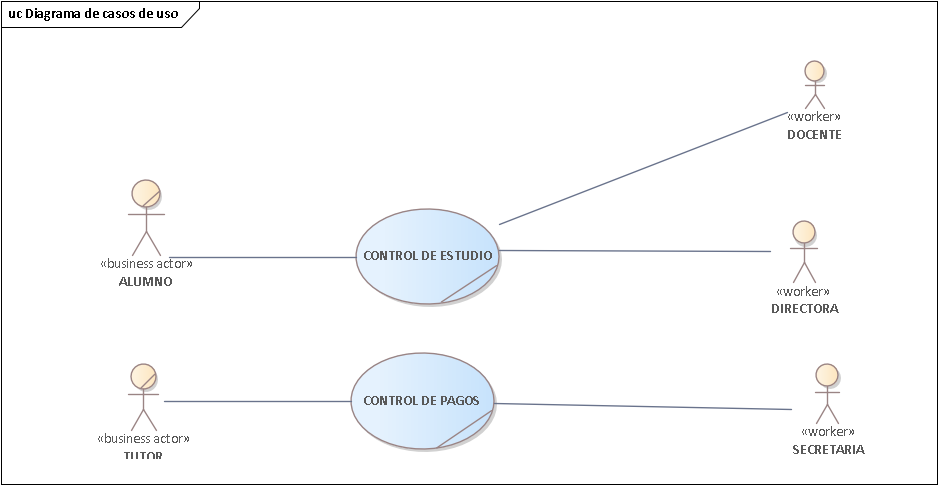 uc Diagrama de casos de uso
«worker»
DOCENTE
«business actor»
ALUMNO
CONTROL DE ESTUDIO
«worker»
DIRECTORA
«business actor»
TUTOR
CONTROL DE PAGOS
«worker»
SECRETARIA